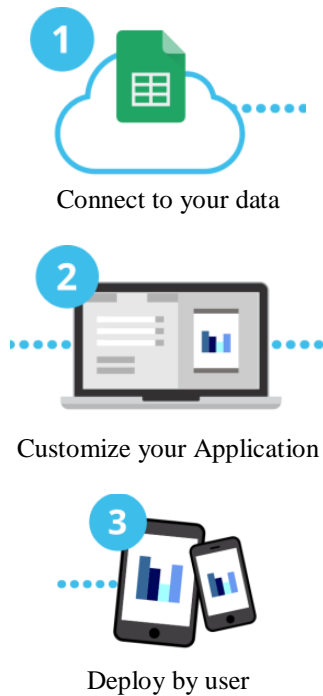 1
Connect to your data
2
Customize your Application
3
Deploy by user